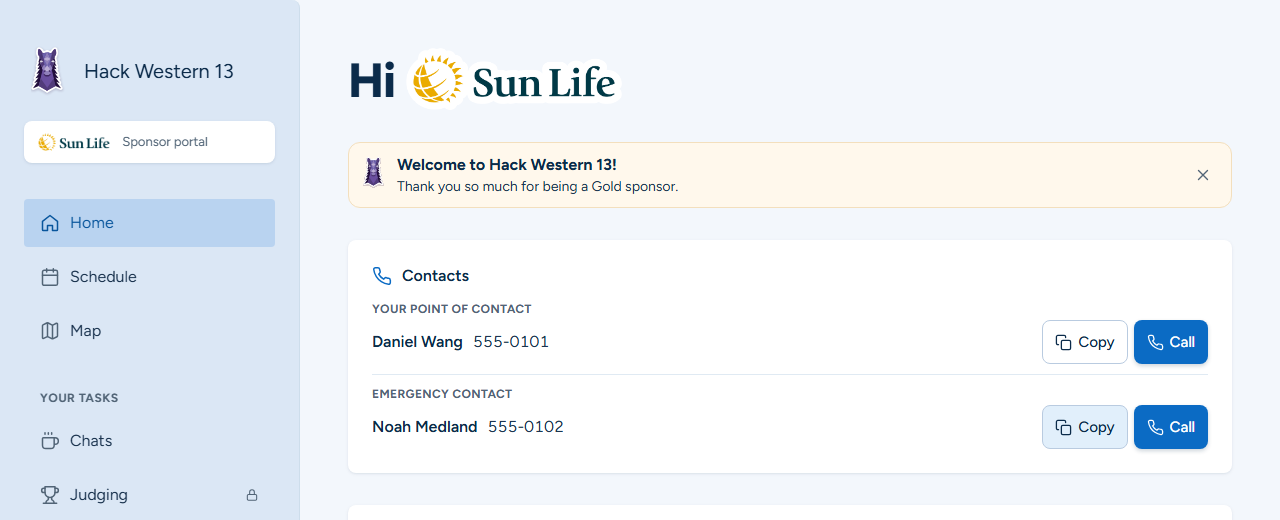 Hack Western 13
Sun Life Sponsor portal
Home
Schedule
Map
YOUR TASKS
Chats
Judging
Hi Sun Life
Welcome to Hack Western 13!
Thank you so much for being a Gold sponsor.
Contacts
YOUR POINT OF CONTACT
Daniel Wang 555-0101 Copy Call
EMERGENCY CONTACT
Noah Medland 555-0102 Copy Call